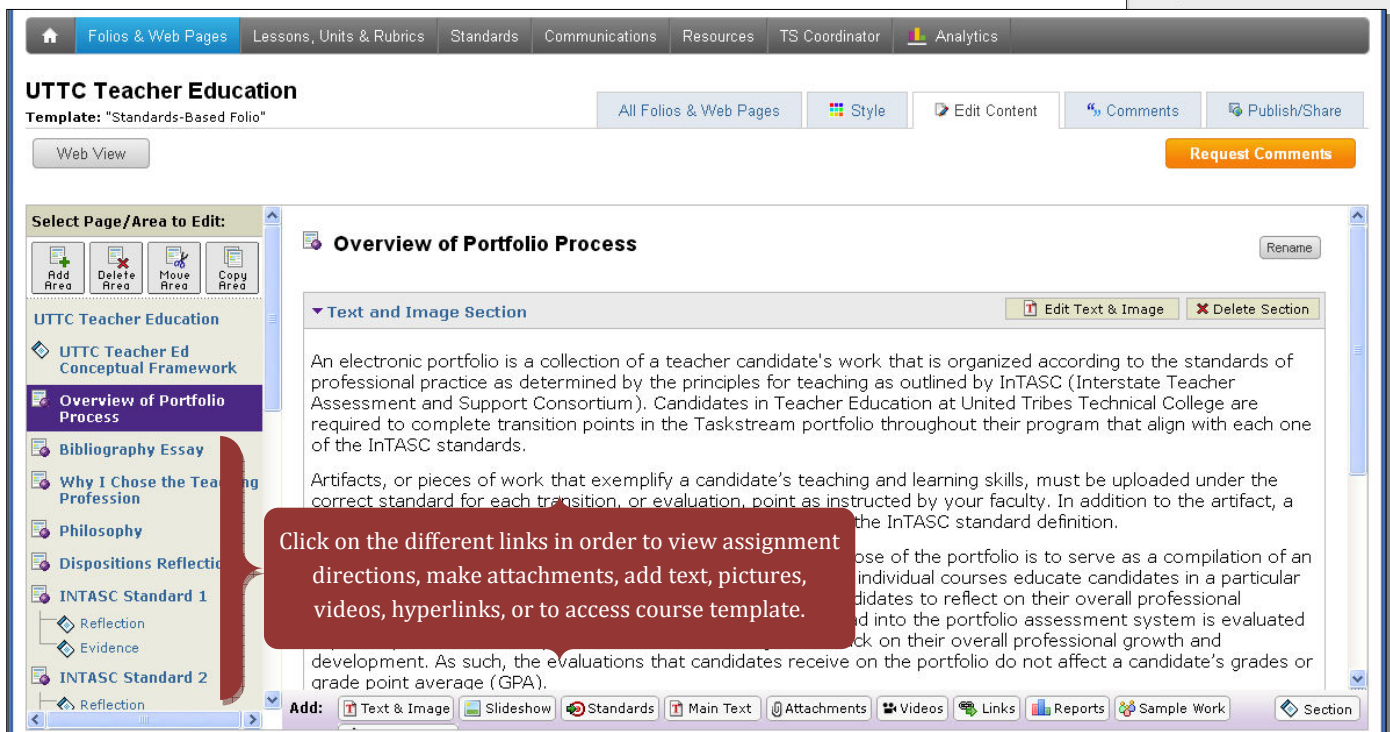 Folios & Web Pages Lessons, Units & Rubrics Standards Communications Resources TS Coordinator Analytics
UTTC Teacher Education
Template: "Standards-Based Folio"
All Folios & Web Pages Style Edit Content Comments Publish/Share
Web View
Request Comments
Select Page/Area to Edit:
Add Area
Delete Area
Move Area
Copy Area
UTTC Teacher Education
UTTC Teacher Ed
Conceptual Framework
Overview of Portfolio
Process
Bibliography Essay
Why I Chose the Teaching
Profession
Philosophy
Dispositions Reflection
INTASC Standard 1
Reflection
Evidence
INTASC Standard 2
Reflection
Overview of Portfolio Process
Rename
Text and Image Section
Edit Text & Image
Delete Section
An electronic portfolio is a collection of a teacher candidate's work that is organized according to the standards of
professional practice as determined by the principles for teaching as outlined by InTASC (Interstate Teacher
Assessment and Support Consortium). Candidates in Teacher Education at United Tribes Technical College are
required to complete transition points in the Taskstream portfolio throughout their program that align with each one
of the InTASC standards.
Artifacts, or pieces of work that exemplify a candidate's teaching and learning skills, must be uploaded under the
correct standard for each transition, or evaluation, point as instructed by your faculty. In addition to the artifact, a
the InTASC standard definition.
of the portfolio is to serve as a compilation of an
individual courses educate candidates in a particular
to reflect on their overall professional
into the portfolio assessment system is evaluated
on their overall professional growth and
development. As such, the evaluations that candidates receive on the portfolio do not affect a candidate's grades or
grade point average (GPA).
Click on the different links in order to view assignment
directions, make attachments, add text, pictures,
videos, hyperlinks, or to access course template.
Add: Text & Image Slideshow Standards Main Text Attachments Videos Links Reports Sample Work Section